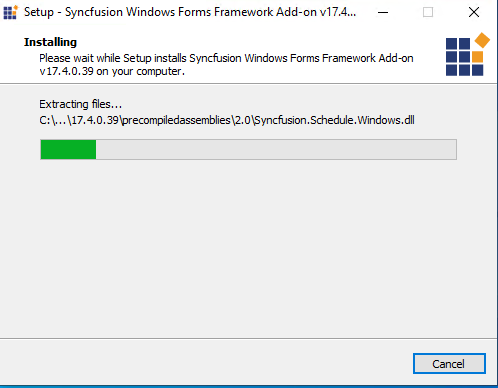 Setup - Syncfusion Windows Forms Framework Add-on v17.4...
Installing
Please wait while Setup installs Syncfusion Windows Forms Framework Add-on
v17.4.0.39 on your computer.
Extracting files...
C:\...\17.4.0.39\precompiledassemblies\2.0\Syncfusion.Schedule.Windows.dll
Cancel